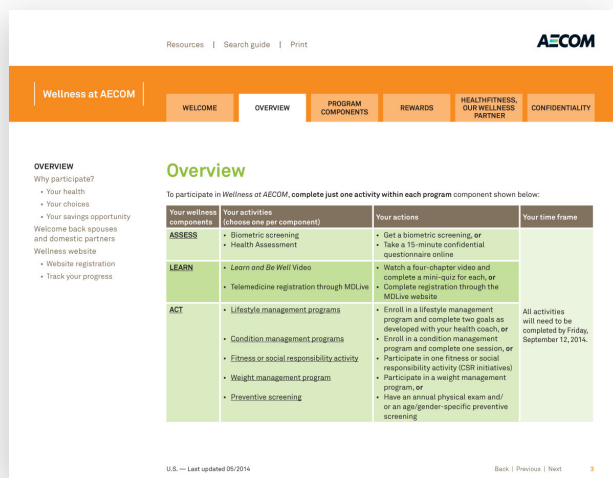 Resources | Search guide | Print
AECOM
Wellness at AECOM
WELCOME
OVERVIEW
PROGRAM
COMPONENTS
REWARDS
HEALTHFITNESS,
OUR WELLNESS
PARTNER
CONFIDENTIALITY
OVERVIEW
Why participate?
• Your health
• Your choices
• Your savings opportunity
Welcome back spouses
and domestic partners
Wellness website
• Website registration
• Track your progress
Overview
To participate in Wellness at AECOM, complete just one activity within each program component shown below:
Your wellness
components
Your activities
(choose one per component)
Your actions
Your time frame
ASSESS
• Biometric screening
• Health Assessment
• Get a biometric screening, or
• Take a 15-minute confidential
questionnaire online
LEARN
• Learn and Be Well Video
• Telemedicine registration through MDLive
• Watch a four-chapter video and
complete a mini-quiz for each, or
• Complete registration through the
MDLive website
ACT
• Lifestyle management programs
• Condition management programs
• Fitness or social responsibility activity
• Weight management program
• Preventive screening
• Enroll in a lifestyle management
program and complete two goals as
developed with your health coach, or
• Enroll in a condition management
program and complete one session, or
• Participate in one fitness or social
responsibility activity (CSR initiatives)
• Participate in a weight management
program, or
• Have an annual physical exam and/
or an age/gender-specific preventive
screening
All activities
will need to be
completed by Friday,
September 12, 2014.
U.S. — Last updated 05/2014
Back | Previous | Next
3